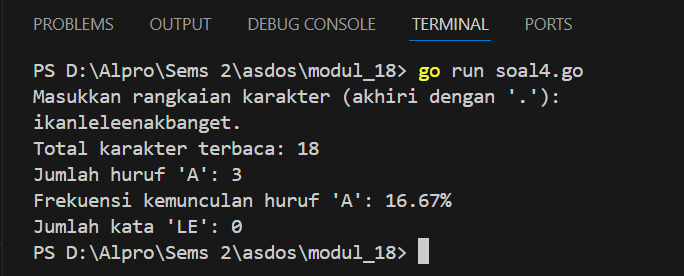 PROBLEMS OUTPUT DEBUG CONSOLE TERMINAL PORTS
PS D:\Alpro\Sems 2\asdos\modul_18> go run soal4.go
Masukkan rangkaian karakter (akhiri dengan '.'):
ikanleleenakbanget.
Total karakter terbaca: 18
Jumlah huruf 'A': 3
Frekuensi kemunculan huruf 'A': 16.67%
Jumlah kata 'LE': 0
PS D:\Alpro\Sems 2\asdos\modul_18>